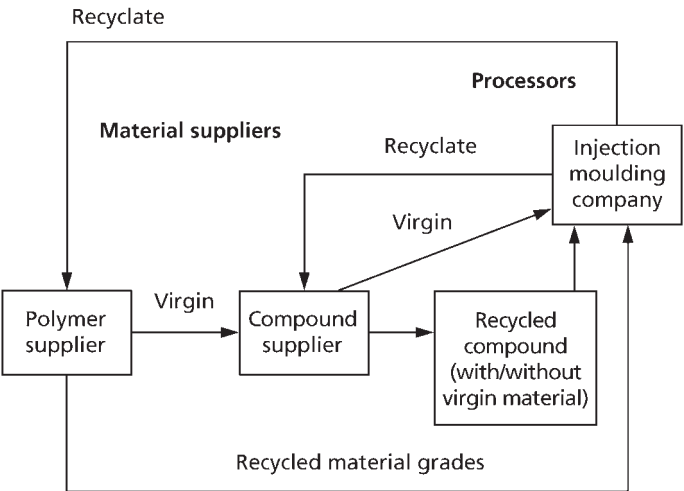 Recyclate
Processors
Material suppliers
Recyclate
Injection
moulding
company
Virgin
Virgin
Polymer
supplier
Compound
supplier
Recycled
compound
(with/without
virgin material)
Recycled material grades